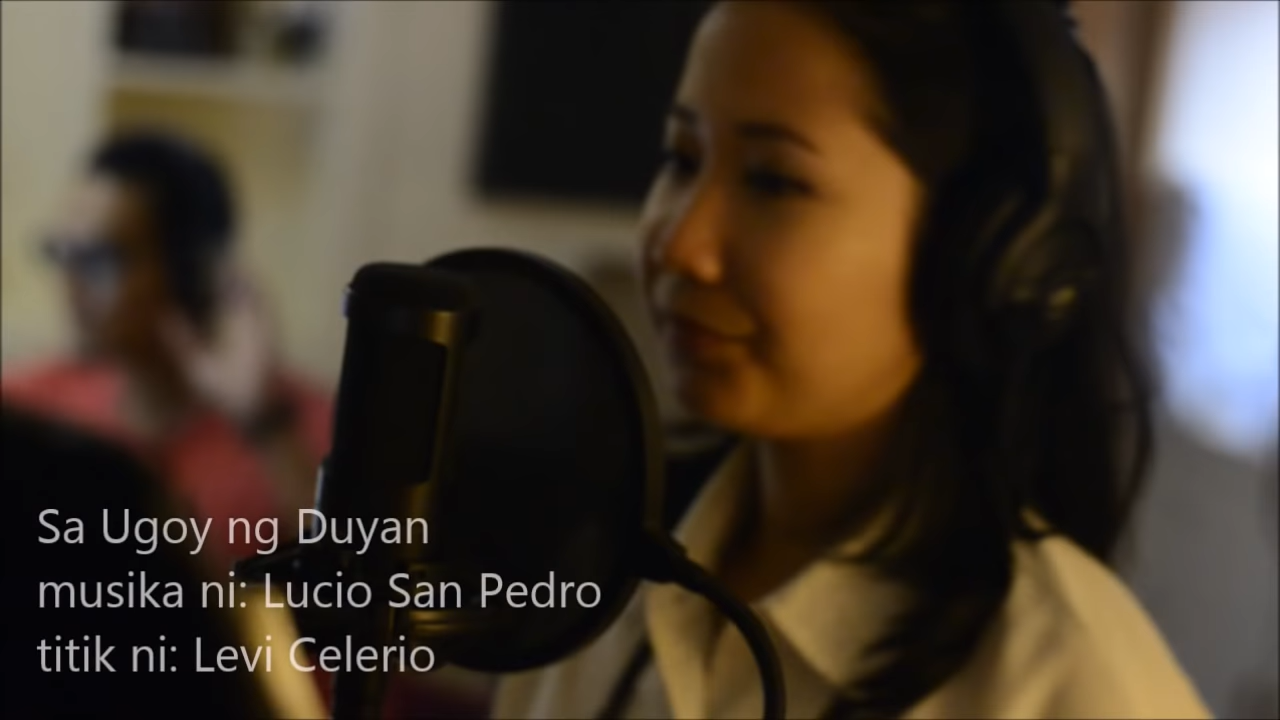 Sa Ugoy ng Duyan
musika ni: Lucio San Pedro
titik ni: Levi Celerio